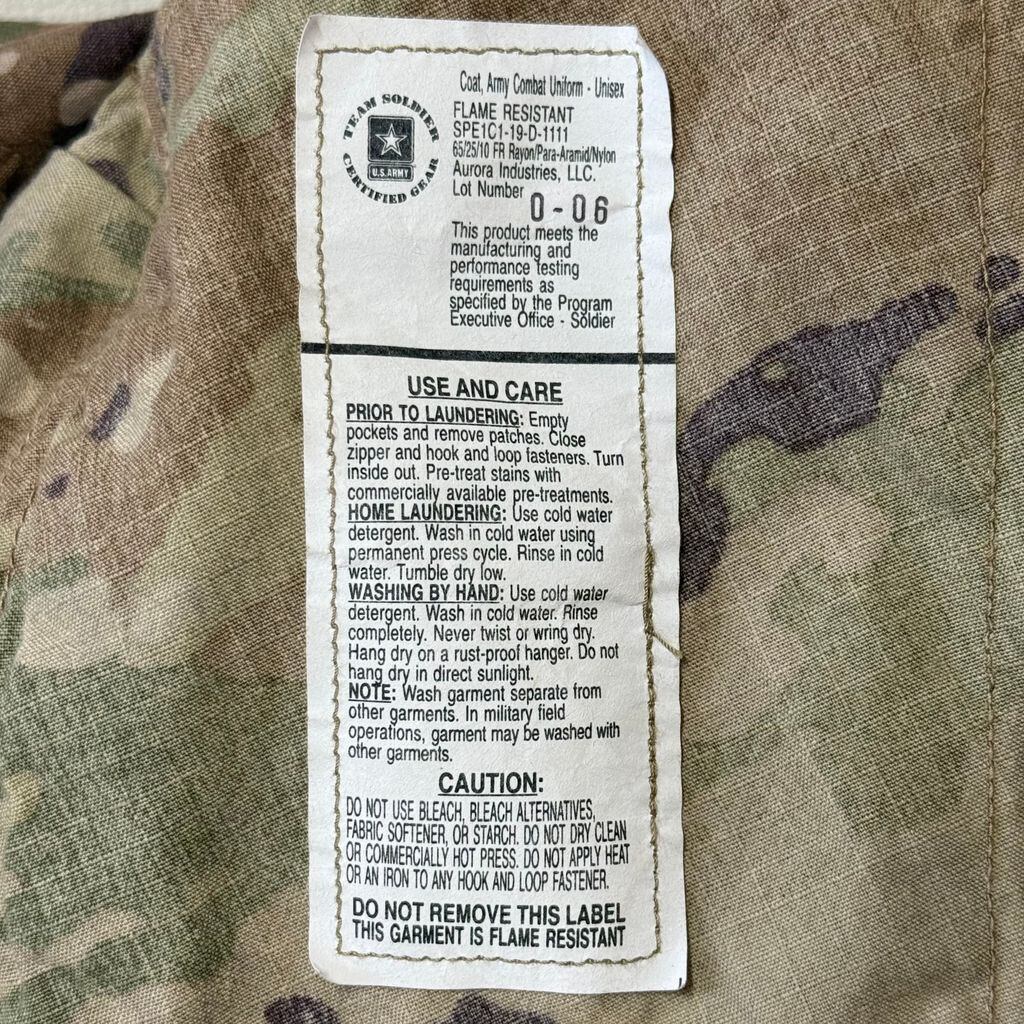 TEAM SOLDIER
U.S.ARMY
CERTIFIED GEAR
Coat, Army Combat Uniform - Unisex
FLAME RESISTANT
SPE1C1-19-D-1111
65/25/10 FR Rayon/Para-Aramid/Nylon
Aurora Industries, LLC.
Lot Number 0-06
This product meets the
manufacturing and
performance testing
requirements as
specified by the Program
Executive Office - Soldier
USE AND CARE
PRIOR TO LAUNDERING: Empty
pockets and remove patches. Close
zipper and hook and loop fasteners. Turn
inside out. Pre-treat stains with
commercially available pre-treatments.
HOME LAUNDERING: Use cold water
detergent. Wash in cold water using
permanent press cycle. Rinse in cold
water. Tumble dry low.
WASHING BY HAND: Use cold water
detergent. Wash in cold water. Rinse
completely. Never twist or wring dry.
Hang dry on a rust-proof hanger. Do not
hang dry in direct sunlight.
NOTE: Wash garment separate from
other garments. In military field
operations, garment may be washed with
other garments.
CAUTION:
DO NOT USE BLEACH, BLEACH ALTERNATIVES,
FABRIC SOFTENER, OR STARCH. DO NOT DRY CLEAN
OR COMMERCIALLY HOT PRESS. DO NOT APPLY HEAT
OR AN IRON TO ANY HOOK AND LOOP FASTENER.
DO NOT REMOVE THIS LABEL
THIS GARMENT IS FLAME RESISTANT